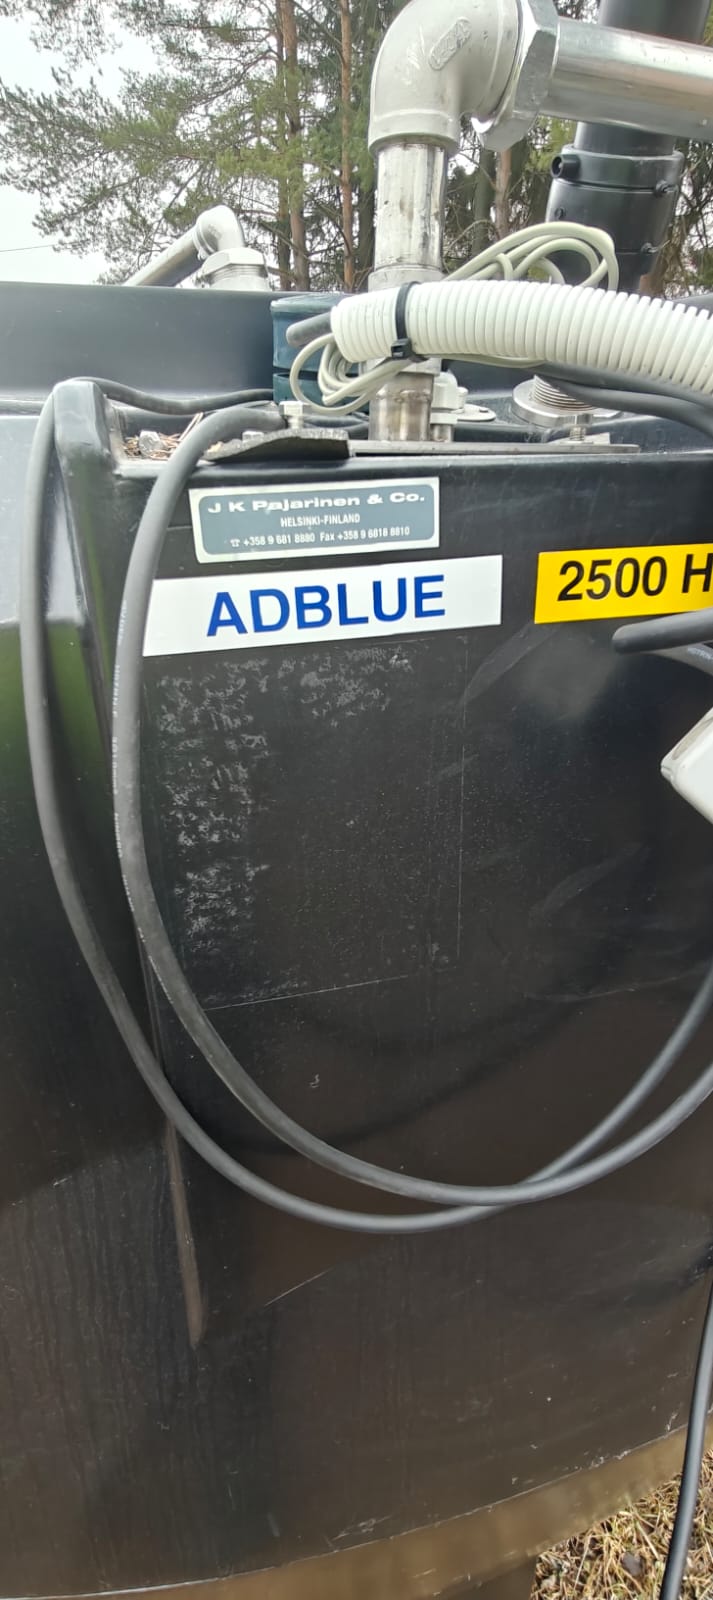 J K Pajarinen & Co.
HELSINKI-FINLAND
☎ +358 9 681 8880 Fax +358 9 6818 8810
ADBLUE
2500 H